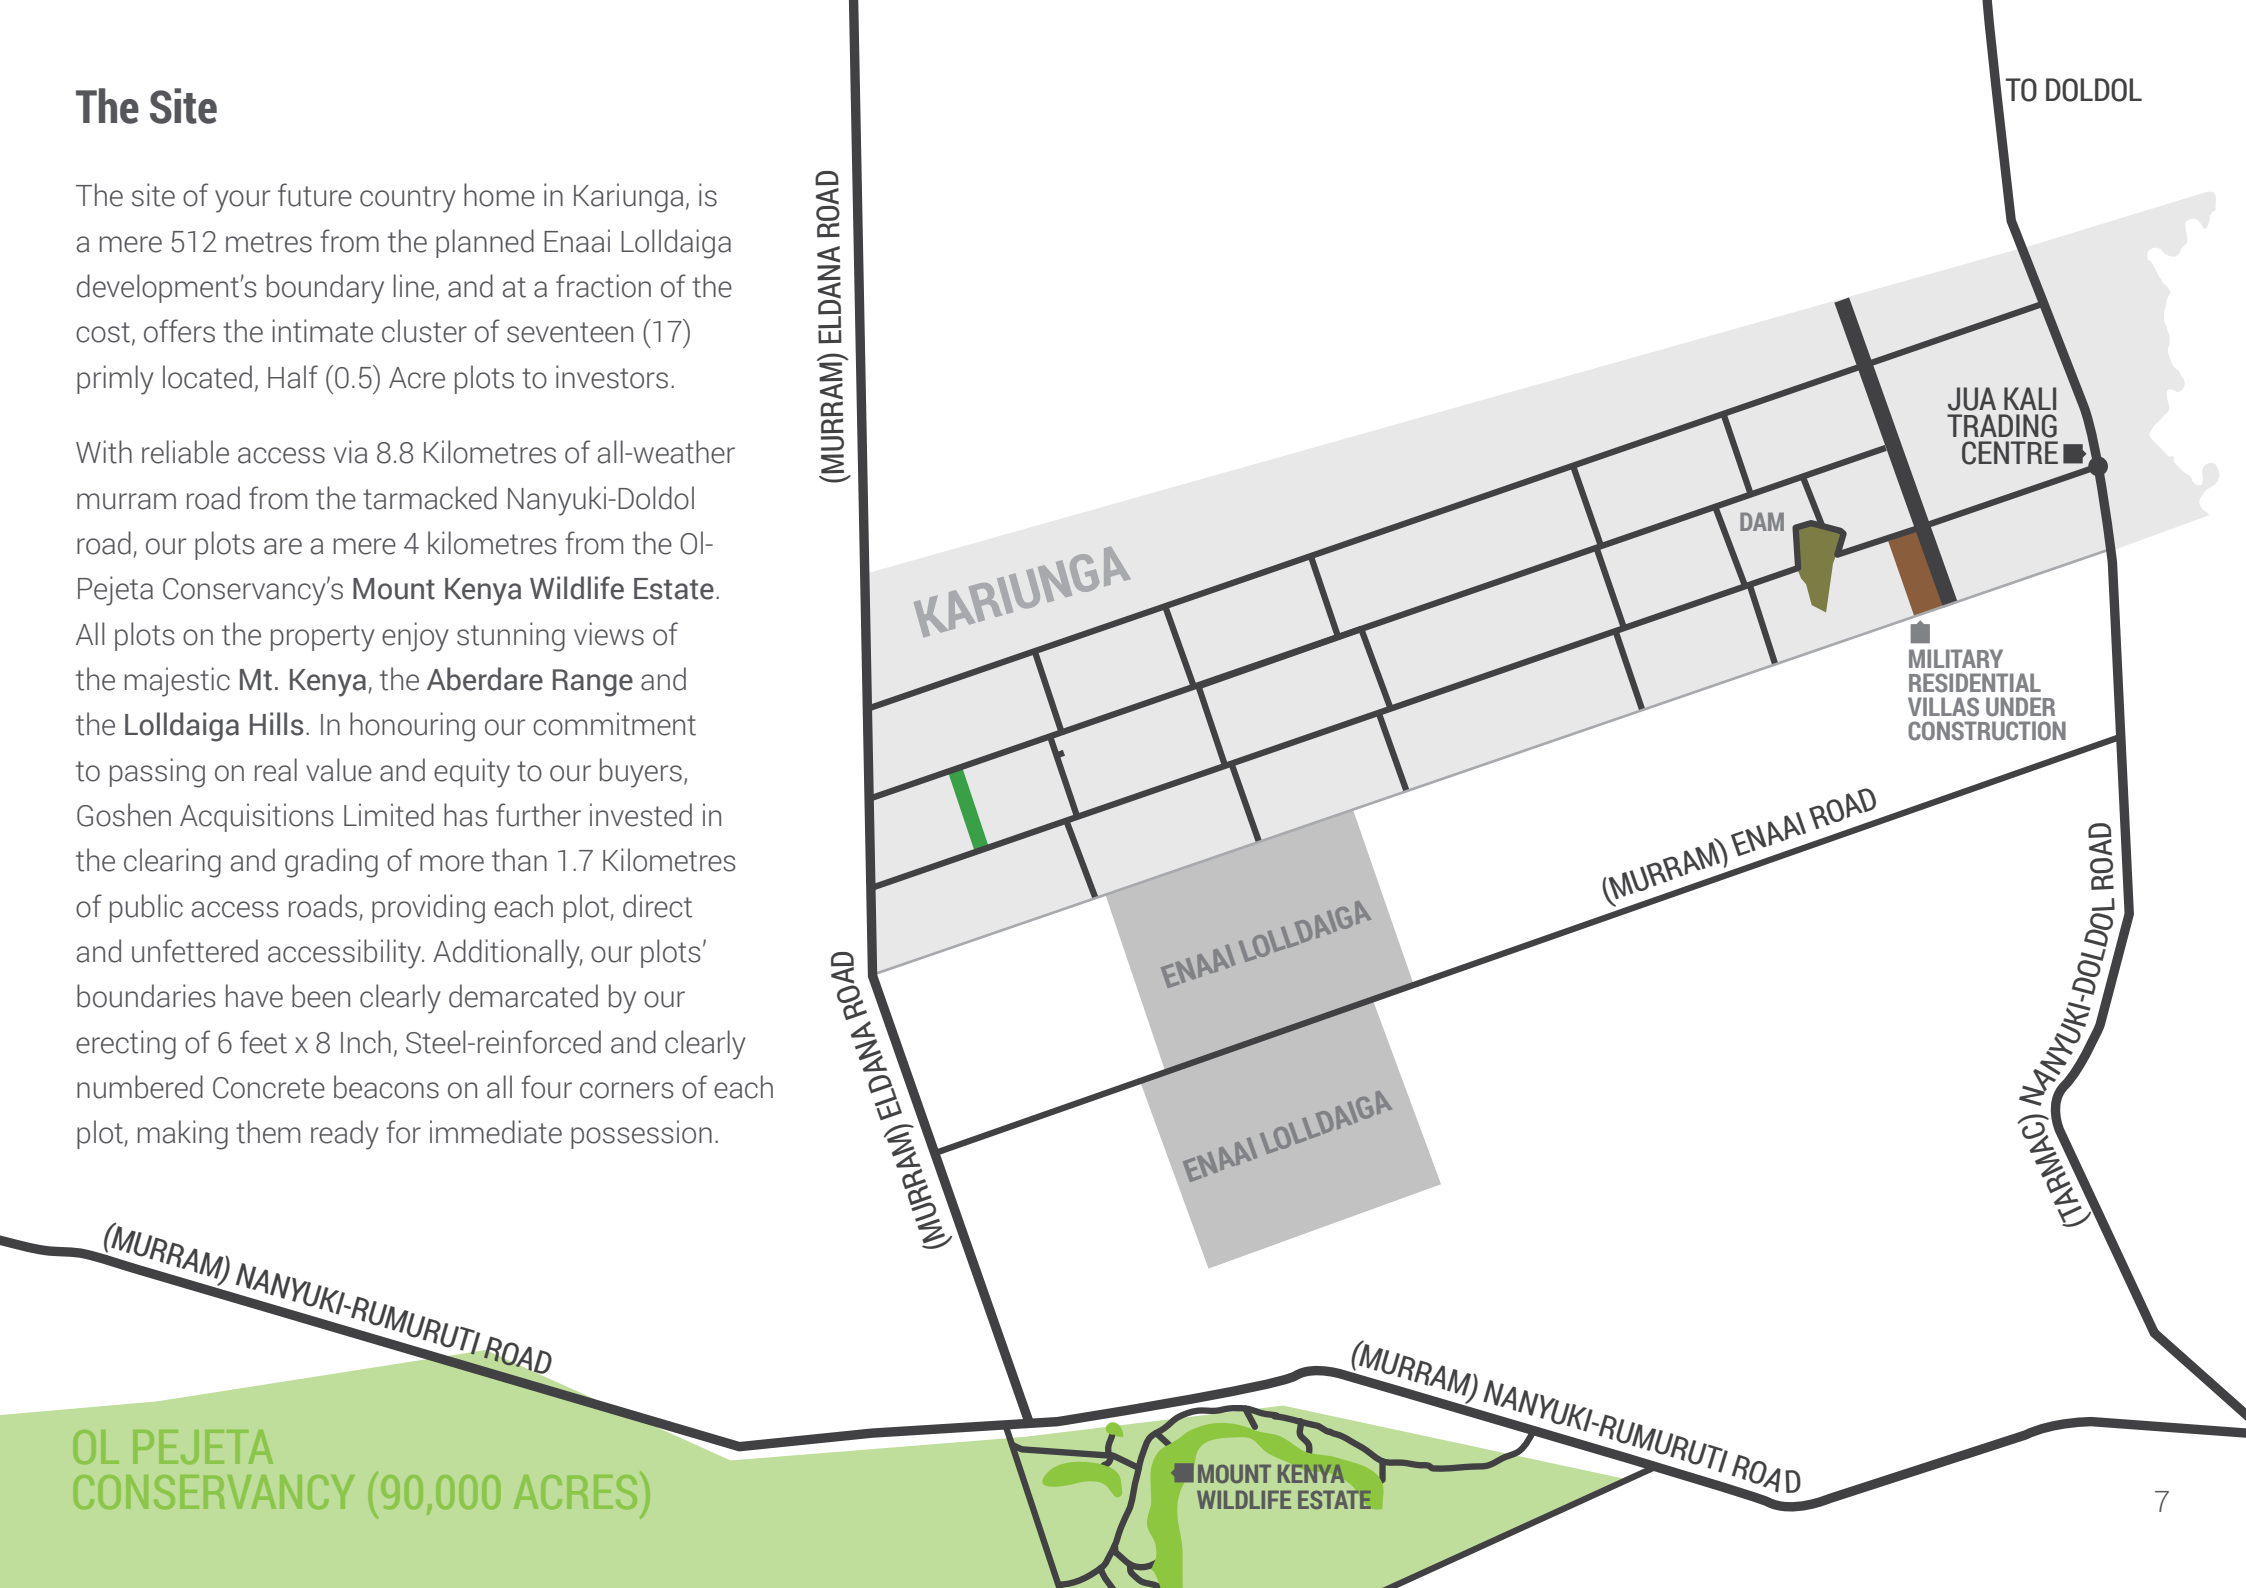 The Site
The site of your future country home in Kariunga, is
a mere 512 metres from the planned Enaai Lolldaiga
development’s boundary line, and at a fraction of the
cost, offers the intimate cluster of seventeen (17)
primly located, Half (0.5) Acre plots to investors.
With reliable access via 8.8 Kilometres of all-weather
murram road from the tarmacked Nanyuki-Doldol
road, our plots are a mere 4 kilometres from the Ol-
Pejeta Conservancy’s Mount Kenya Wildlife Estate.
All plots on the property enjoy stunning views of
the majestic Mt. Kenya, the Aberdare Range and
the Lolldaiga Hills. In honouring our commitment
to passing on real value and equity to our buyers,
Goshen Acquisitions Limited has further invested in
the clearing and grading of more than 1.7 Kilometres
of public access roads, providing each plot, direct
and unfettered accessibility. Additionally, our plots’
boundaries have been clearly demarcated by our
erecting of 6 feet x 8 Inch, Steel-reinforced and clearly
numbered Concrete beacons on all four corners of each
plot, making them ready for immediate possession.
TO DOLDOL
(MURRAM) ELDANA ROAD
JUA KALI
TRADING
CENTRE
DAM
KARIUNGA
MILITARY
RESIDENTIAL
VILLAS UNDER
CONSTRUCTION
(MURRAM) ENAAI ROAD
ENAAI LOLLDAIGA
(MURRAM) ELDANA ROAD
(TARMAC) NANYUKI-DOLDOL ROAD
ENAAI LOLLDAIGA
(MURRAM) NANYUKI-RUMURUTI ROAD
(MURRAM) NANYUKI-RUMURUTI ROAD
OL PEJETA
CONSERVANCY (90,000 ACRES)
MOUNT KENYA
WILDLIFE ESTATE
7